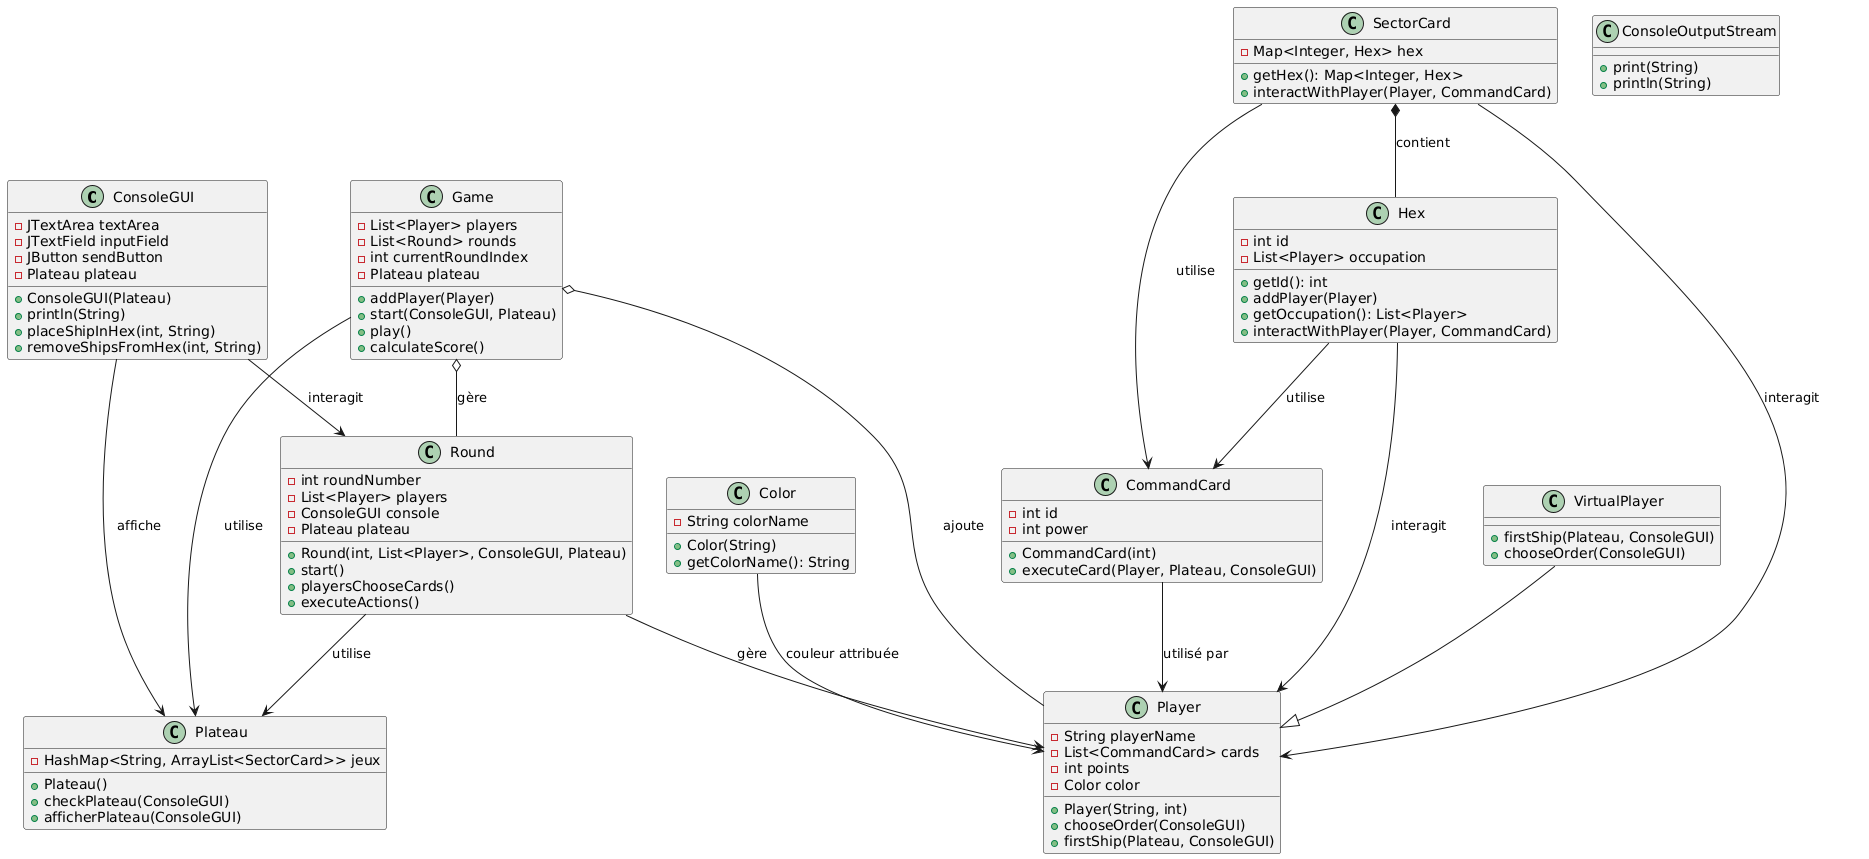 C SectorCard
Map<Integer, Hex> hex
getHex(): Map<Integer, Hex>
interactWithPlayer(Player, CommandCard)
C ConsoleOutputStream
print(String)
println(String)
contient
C ConsoleGUI
JTextArea textArea
JTextField inputField
JButton sendButton
Plateau plateau
ConsoleGUI(Plateau)
println(String)
placeShipInHex(int, String)
removeShipsFromHex(int, String)
C Game
List<Player> players
List<Round> rounds
int currentRoundIndex
Plateau plateau
addPlayer(Player)
start(ConsoleGUI, Plateau)
play()
calculateScore()
C Hex
int id
List<Player> occupation
getId(): int
addPlayer(Player)
getOccupation(): List<Player>
interactWithPlayer(Player, CommandCard)
utilise
interagit
gère
utilise
interagit
C Round
int roundNumber
List<Player> players
ConsoleGUI console
Plateau plateau
Round(int, List<Player>, ConsoleGUI, Plateau)
start()
playersChooseCards()
executeActions()
C Color
String colorName
Color(String)
getColorName(): String
C CommandCard
int id
int power
CommandCard(int)
executeCard(Player, Plateau, ConsoleGUI)
C VirtualPlayer
firstShip(Plateau, ConsoleGUI)
chooseOrder(ConsoleGUI)
affiche
utilise
ajoute
interagit
utilise
gère
couleur attribuée
utilisé par
C Plateau
HashMap<String, ArrayList<SectorCard>> jeux
Plateau()
checkPlateau(ConsoleGUI)
afficherPlateau(ConsoleGUI)
C Player
String playerName
List<CommandCard> cards
int points
Color color
Player(String, int)
chooseOrder(ConsoleGUI)
firstShip(Plateau, ConsoleGUI)